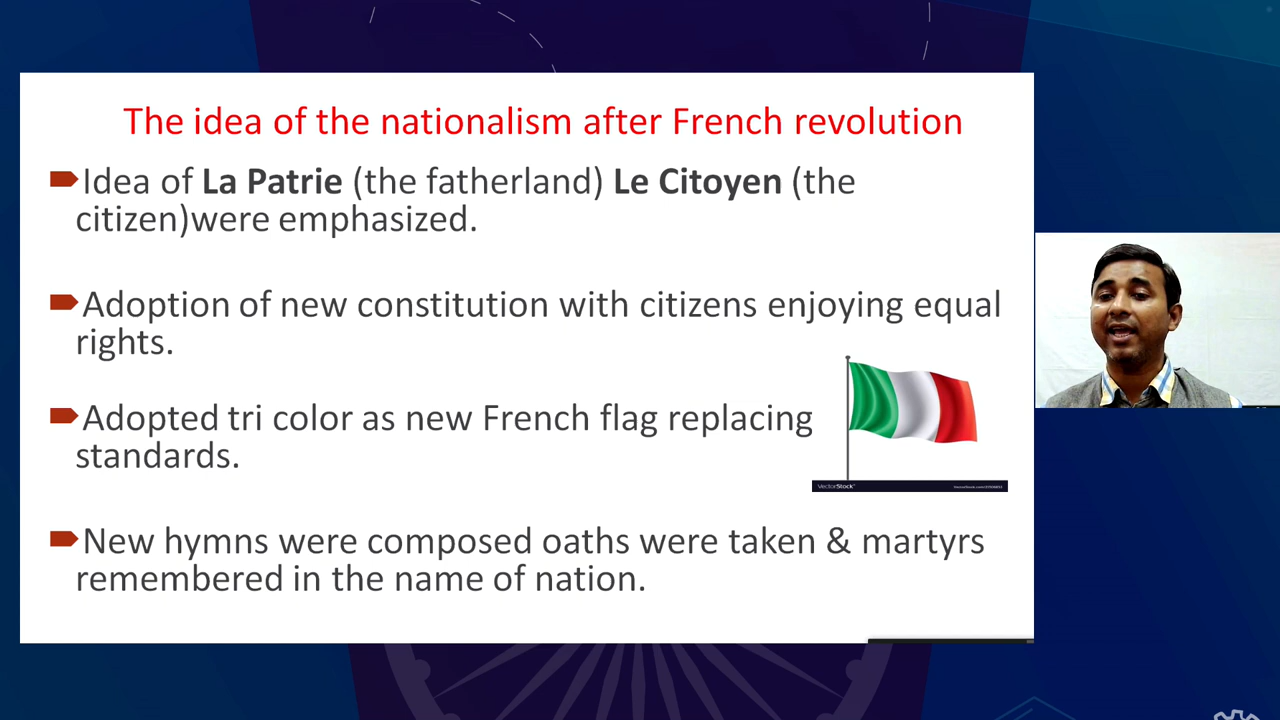 The idea of the nationalism after French revolution
Idea of La Patrie (the fatherland) Le Citoyen (the
citizen)were emphasized.
Adoption of new constitution with citizens enjoying equal
rights.
Adopted tri color as new French flag replacing
standards.
VectorStock
New hymns were composed oaths were taken & martyrs
remembered in the name of nation.